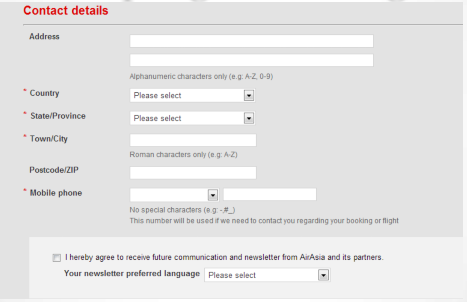 Contact details
Address
Alphanumeric characters only (e.g: A-Z, 0-9)
* Country Please select
* State/Province Please select
* Town/City
Roman characters only (e.g: A-Z)
Postcode/ZIP
* Mobile phone
No special characters (e.g: -,#,_)
This number will be used if we need to contact you regarding your booking or flight
I hereby agree to receive future communication and newsletter from AirAsia and its partners.
Your newsletter preferred language Please select